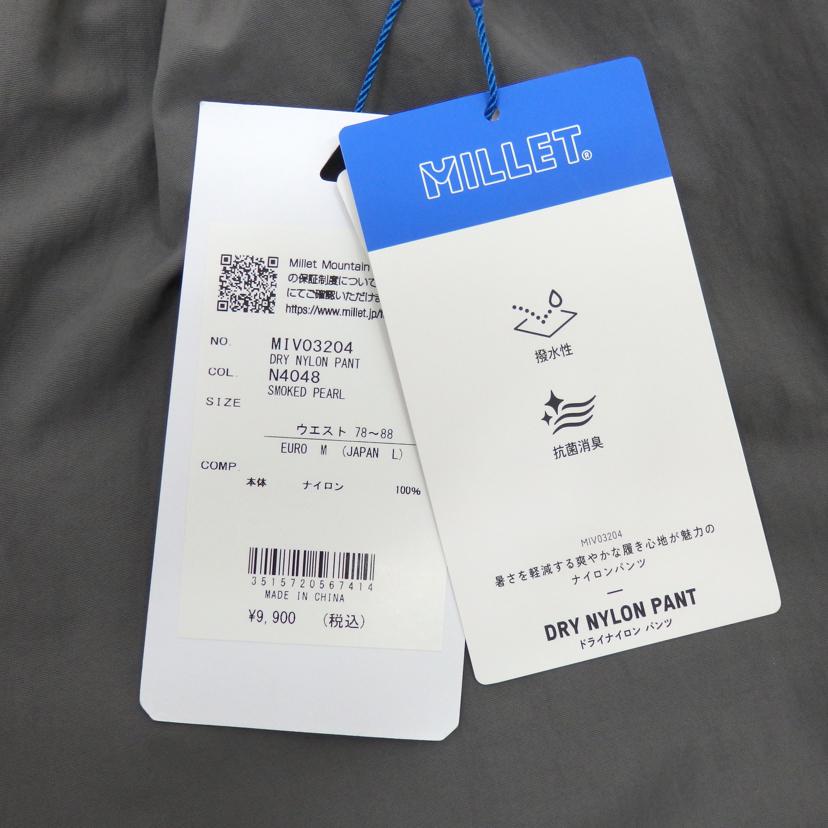 Millet Mountain
の保証制度について
にてご確認いただけま
https://www.millet.jp/
NO. MIV03204
DRY NYLON PANT
COL. N4048
SMOKED PEARL
SIZE
ウエスト 78〜88
EURO M (JAPAN L)
COMP.
本体 ナイロン 100%
3515720567414
MADE IN CHINA
¥9,900 (税込)
MILLET®
撥水性
抗菌消臭
MIV03204
暑さを軽減する爽やかな履き心地が魅力の
ナイロンパンツ
DRY NYLON PANT
ドライナイロン パンツ